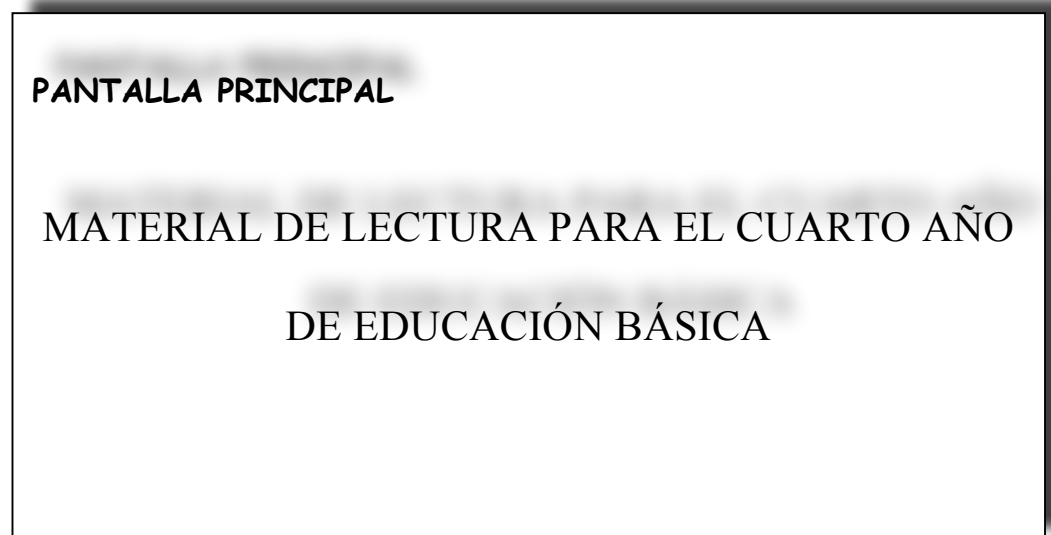 PANTALLA PRINCIPAL
MATERIAL DE LECTURA PARA EL CUARTO AÑO
DE EDUCACIÓN BÁSICA